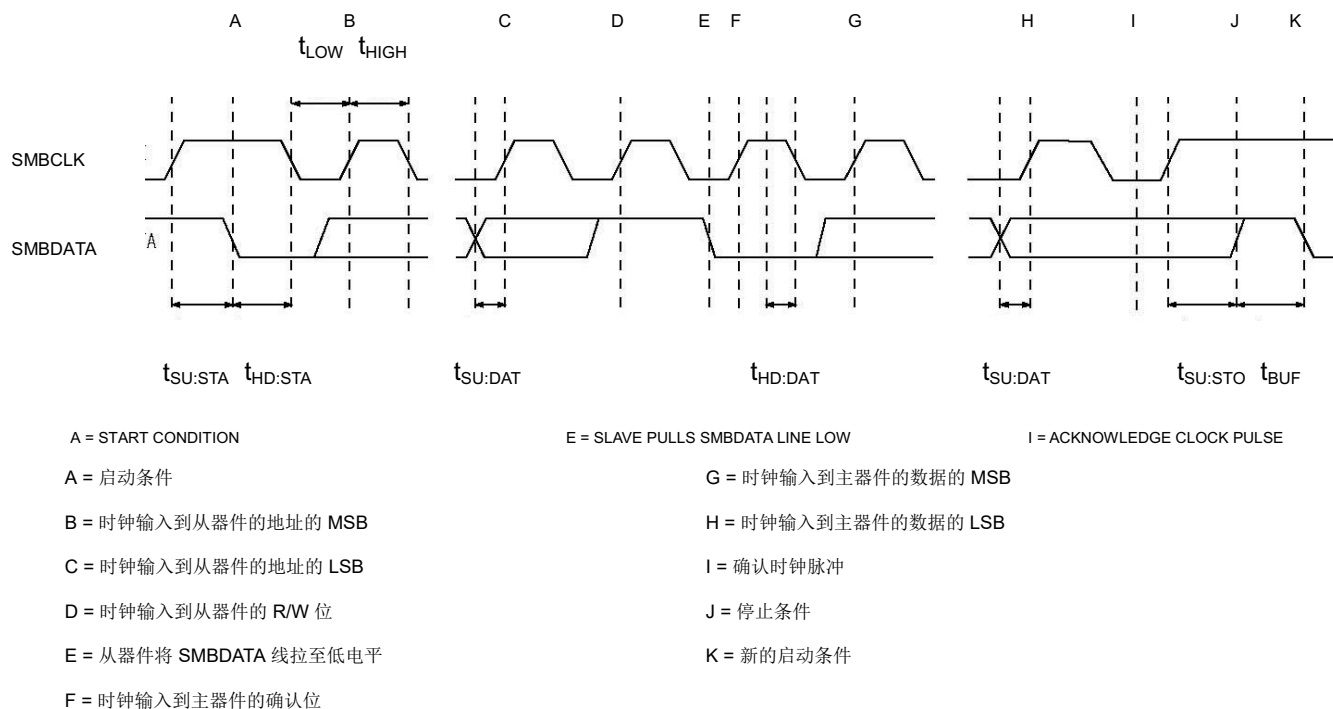 A B C D E F G H I J K
tLOW tHIGH
SMBCLK
SMBDATA
A
tSU:STA tHD:STA tSU:DAT tHD:DAT tSU:DAT tSU:STO tBUF
A = START CONDITION E = SLAVE PULLS SMBDATA LINE LOW I = ACKNOWLEDGE CLOCK PULSE
A = 启动条件
B = 时钟输入到从器件的地址的 MSB
C = 时钟输入到从器件的地址的 LSB
D = 时钟输入到从器件的 R/W 位
E = 从器件将 SMBDATA 线拉至低电平
F = 时钟输入到主器件的确认位
G = 时钟输入到主器件的数据的 MSB
H = 时钟输入到主器件的数据的 LSB
I = 确认时钟脉冲
J = 停止条件
K = 新的启动条件